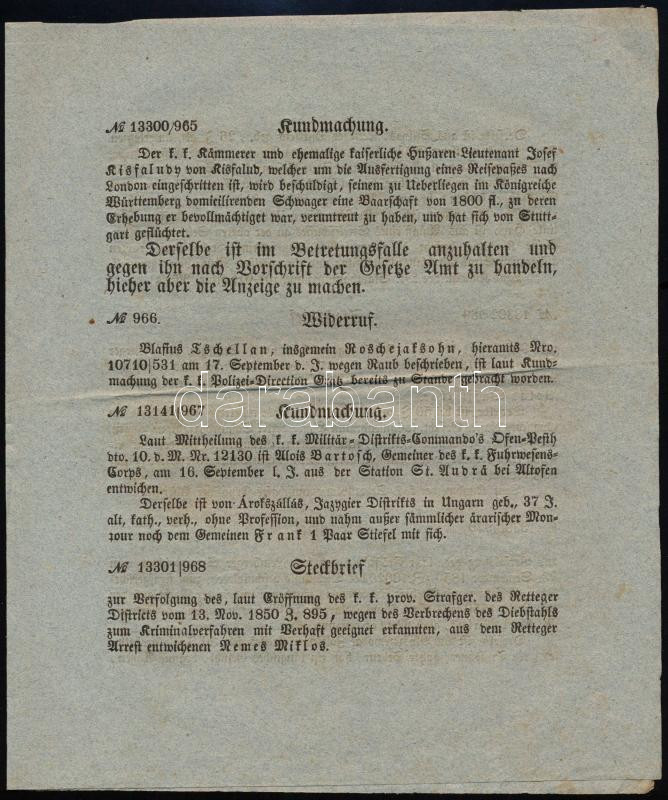 № 13300/965 Kundmachung.
Der k. k. Kämmerer und ehemalige kaiserliche Hußaren-Lieutenant Josef
Kisfaludy von Kisfalud, welcher um die Ausfertigung eines Reisepaßes nach
London eingeschritten ist, wird beschuldigt, seinem zu Ueberliegen im Königreiche
Württemberg domicilirenden Schwager eine Baarschaft von 1800 fl., zu deren
Erhebung er bevollmächtiget war, veruntreut zu haben, und hat sich von Stutt-
gart geflüchtet.
Derselbe ist im Betretungsfalle anzuhalten und
gegen ihn nach Vorschrift der Gesetze Amt zu handeln,
hieher aber die Anzeige zu machen.
№ 966. Widerruf.
Blasius Tschellan, insgemein Roschejaksohn, hieramts Nro.
10710|531 am 17. September d. J. wegen Raub beschrieben, ist laut Kund-
machung der k. k. Polizei-Direction Gratz bereits zu Stande gebracht worden.
darabanth
№ 13141|967 Kundmachung.
Laut Mittheilung des k. k. Militär-Distrikts-Commando's Ofen-Pesth
dto. 10. d. M. Nr. 12130 ist Alois Bartosch, Gemeiner des k. k. Fuhrwesens-
Corps, am 16. September l. J. aus der Station St. Andrä bei Altofen
entwichen.
Derselbe ist von Árokszállás, Jazygier Distrikts in Ungarn geb., 37 J.
alt, kath., verh., ohne Profession, und nahm außer sämmlicher ärarischer Mon-
zour noch dem Gemeinen Frank 1 Paar Stiefel mit sich.
№ 13301|968 Steckbrief
zur Verfolgung des, laut Eröffnung des k. k. prov. Strafger. des Retteger
Districts vom 13. Nov. 1850 Z. 895, wegen des Verbrechens des Diebstahls
zum Kriminalverfahren mit Verhaft geeignet erkannten, aus dem Retteger
Arrest entwichenen Nemes Miklos.